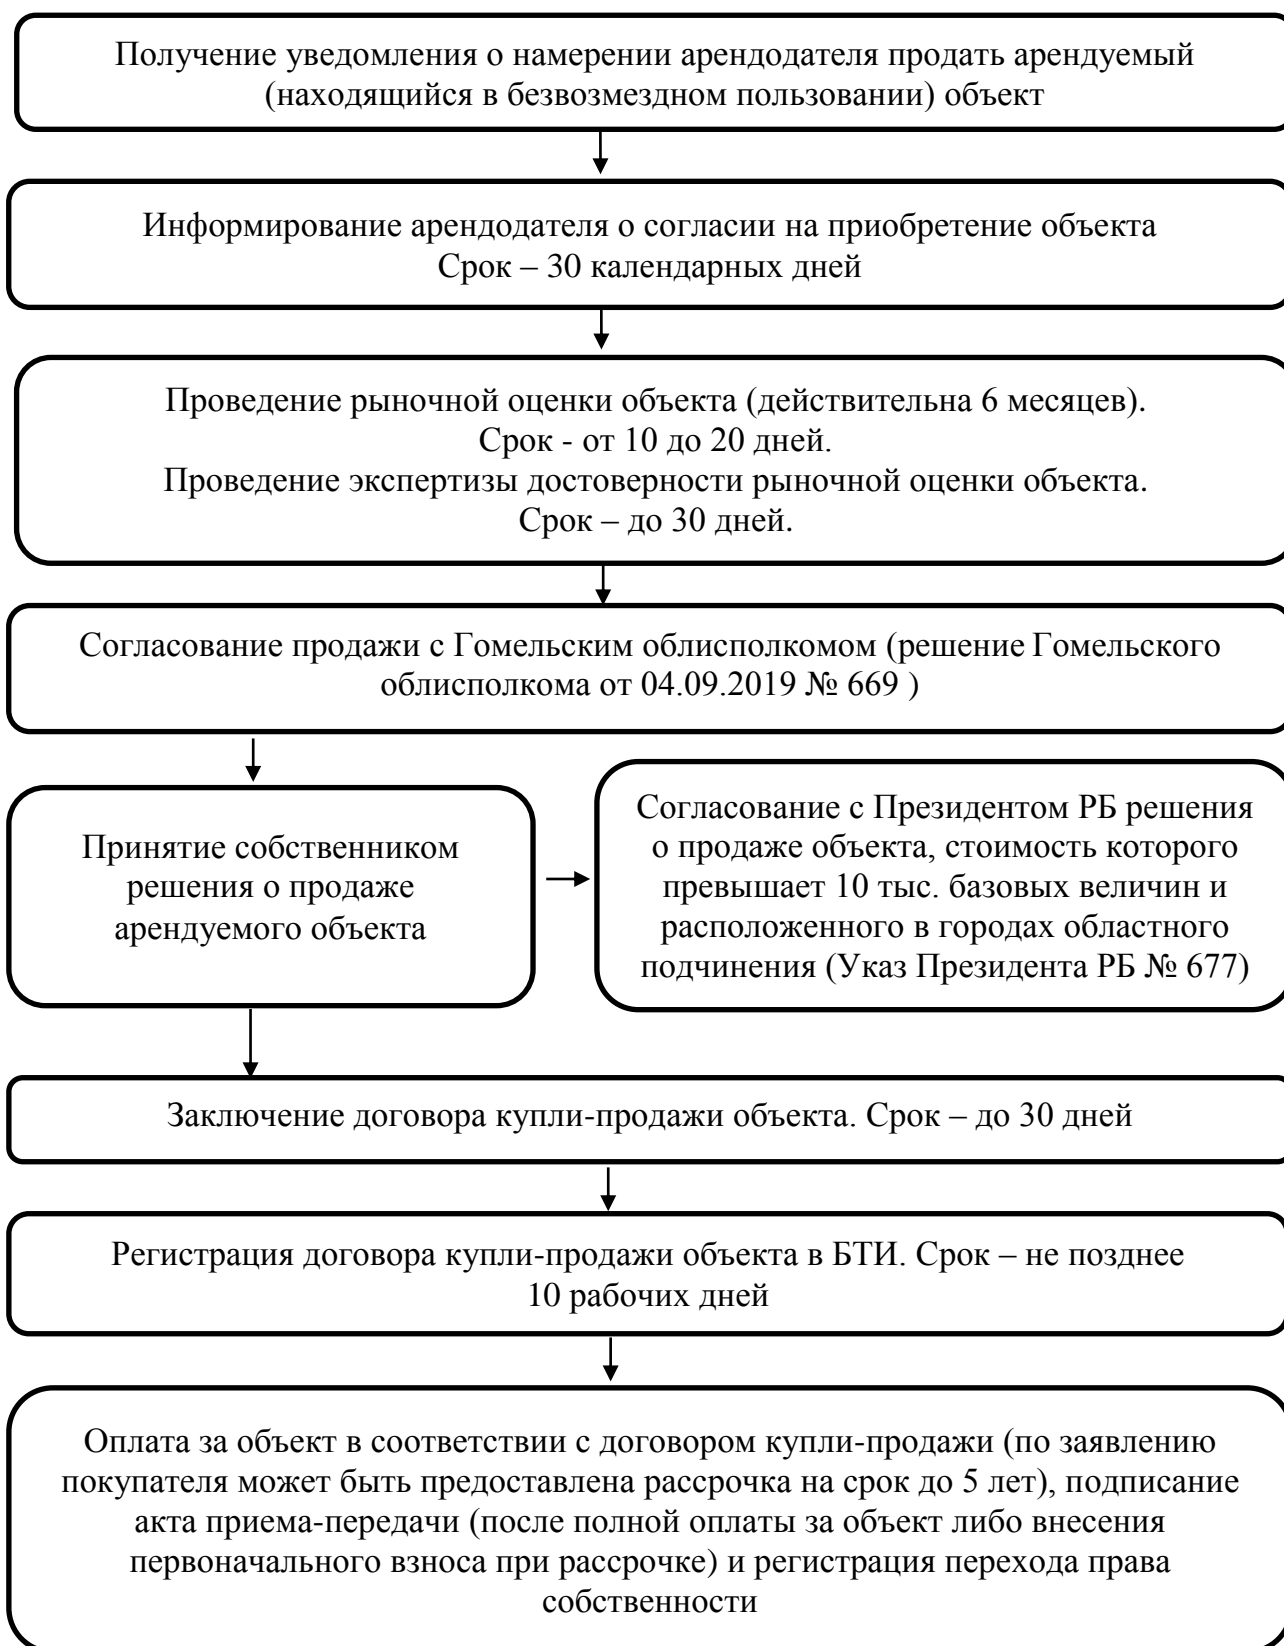 Получение уведомления о намерении арендодателя продать арендуемый
(находящийся в безвозмездном пользовании) объект
Информирование арендодателя о согласии на приобретение объекта
Срок – 30 календарных дней
Проведение рыночной оценки объекта (действительна 6 месяцев).
Срок - от 10 до 20 дней.
Проведение экспертизы достоверности рыночной оценки объекта.
Срок – до 30 дней.
Согласование продажи с Гомельским облисполкомом (решение Гомельского
облисполкома от 04.09.2019 № 669 )
Принятие собственником
решения о продаже
арендуемого объекта
Согласование с Президентом РБ решения
о продаже объекта, стоимость которого
превышает 10 тыс. базовых величин и
расположенного в городах областного
подчинения (Указ Президента РБ № 677)
Заключение договора купли-продажи объекта. Срок – до 30 дней
Регистрация договора купли-продажи объекта в БТИ. Срок – не позднее
10 рабочих дней
Оплата за объект в соответствии с договором купли-продажи (по заявлению
покупателя может быть предоставлена рассрочка на срок до 5 лет), подписание
акта приема-передачи (после полной оплаты за объект либо внесения
первоначального взноса при рассрочке) и регистрация перехода права
собственности